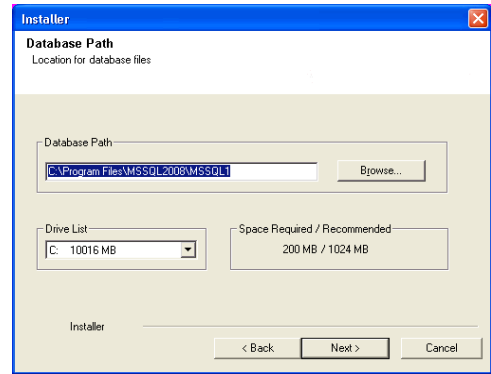 Installer
Database Path
Location for database files
Database Path
C:\Program Files\MSSQL2008\MSSQL1
Browse...
Drive List
C: 10016 MB
Space Required / Recommended
200 MB / 1024 MB
Installer
< Back
Next >
Cancel